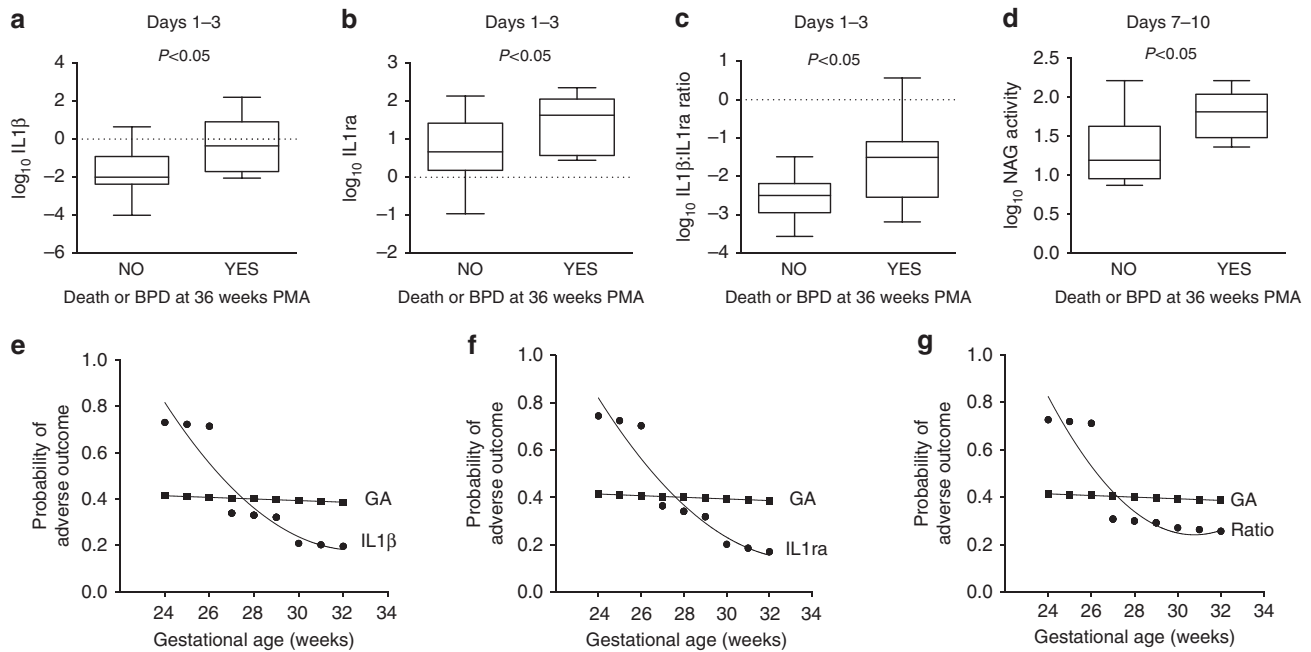 a
Days 1–3
P<0.05
log10 IL1β
4
2
0
–2
–4
–6
NO YES
Death or BPD at 36 weeks PMA
b
Days 1–3
P<0.05
log10 IL1ra
3
2
1
0
–1
–2
NO YES
Death or BPD at 36 weeks PMA
c
Days 1–3
P<0.05
log10 IL1β:IL1ra ratio
1
0
–1
–2
–3
–4
NO YES
Death or BPD at 36 weeks PMA
d
Days 7–10
P<0.05
log10 NAG activity
2.5
2.0
1.5
1.0
0.5
0.0
NO YES
Death or BPD at 36 weeks PMA
e
Probability of
adverse outcome
1.0
0.8
0.6
0.4
0.2
0.0
GA
IL1β
24 26 28 30 32 34
Gestational age (weeks)
f
Probability of
adverse outcome
1.0
0.8
0.6
0.4
0.2
0.0
GA
IL1ra
24 26 28 30 32 34
Gestational age (weeks)
g
Probability of
adverse outcome
1.0
0.8
0.6
0.4
0.2
0.0
GA
Ratio
24 26 28 30 32 34
Gestational age (weeks)